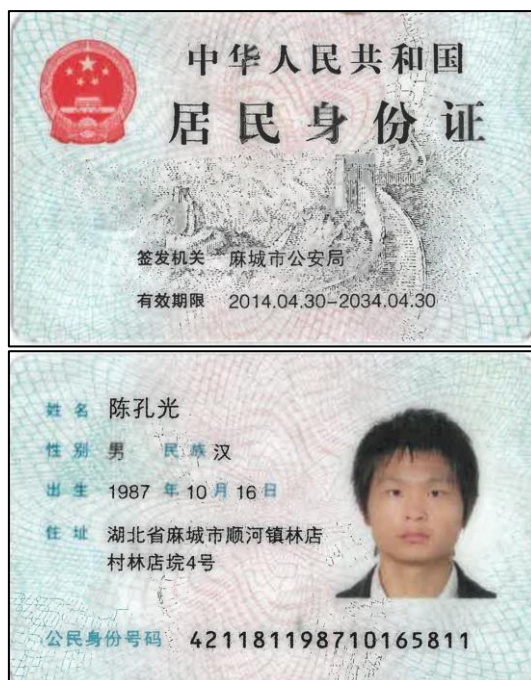 中华人民共和国
居民身份证
签发机关 麻城市公安局
有效期限 2014.04.30-2034.04.30
姓名 陈孔光
性别 男 民族 汉
出生 1987 年 10 月 16 日
住址 湖北省麻城市顺河镇林店
村林店垸4号
公民身份号码 421181198710165811